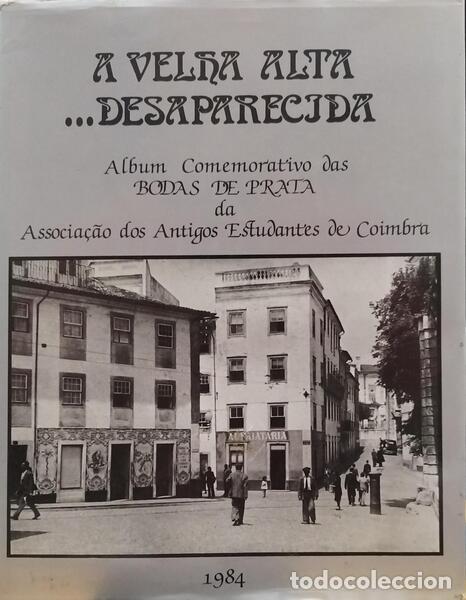 A VELHA ALTA
...DESAPARECIDA
Album Comemorativo das
BODAS DE PRATA
da
Associação dos Antigos Estudantes de Coimbra
ALFAIATARIA
1984
todocoleccion.net